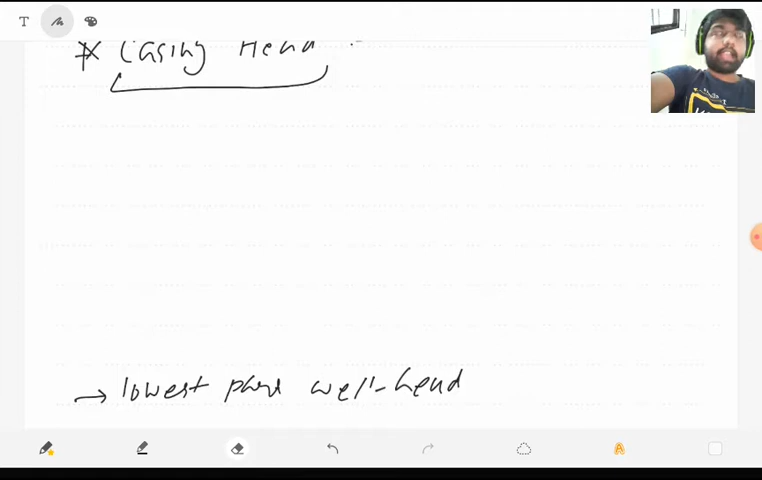 * Casing Head :
→ lowest part well-head
T
A